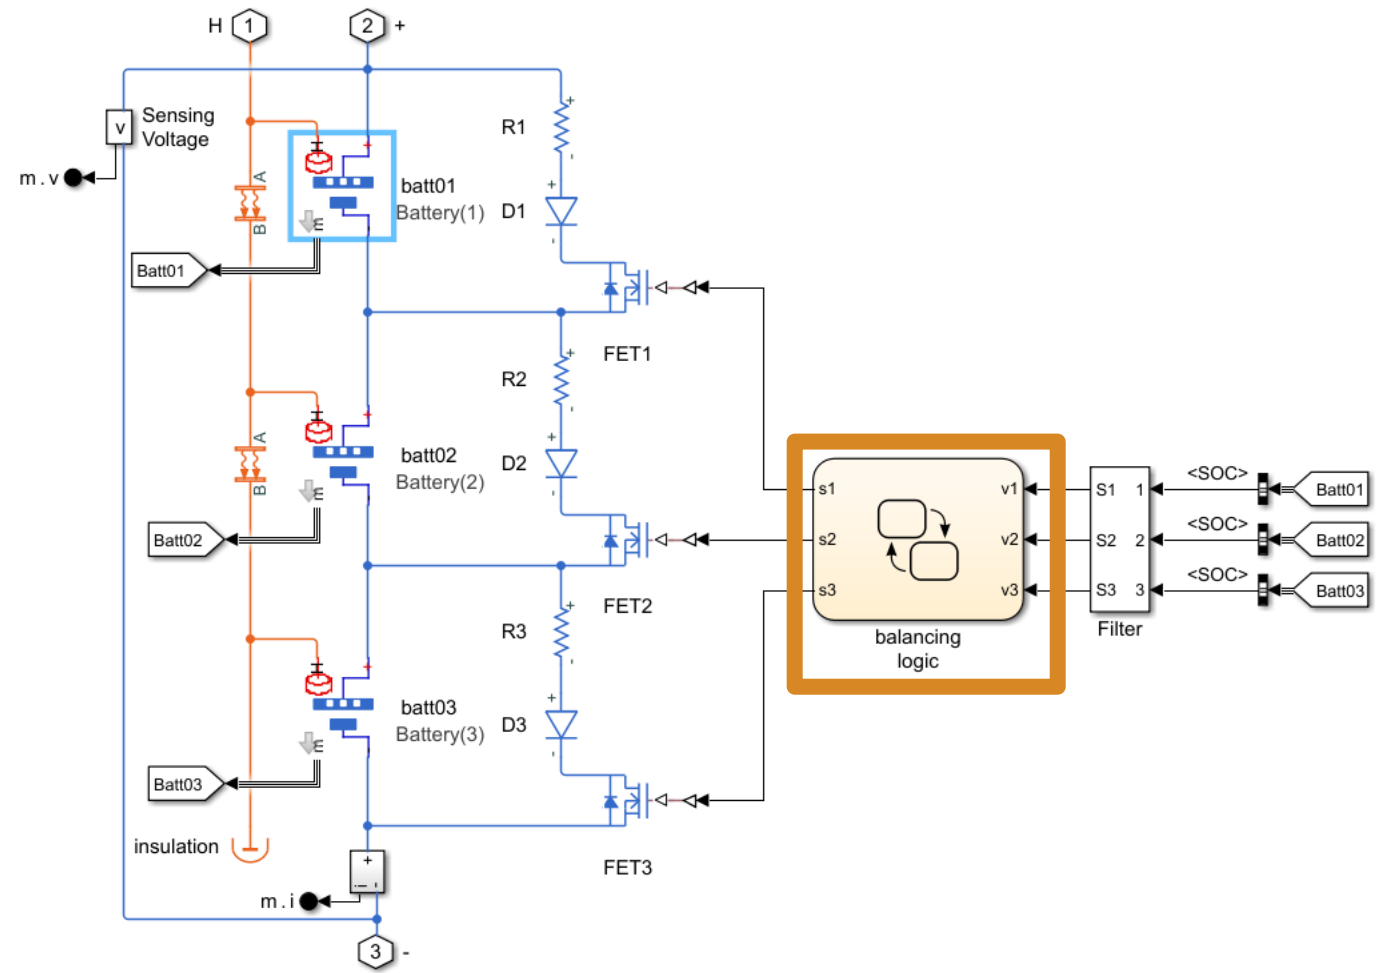 H 1
2 +
Sensing
Voltage
v
m.v
R1
+
-
H
+
A
B
batt01
Battery(1)
m
+
D1
-
Batt01
FET1
R2
+
-
H
+
A
B
batt02
Battery(2)
m
+
D2
-
Batt02
FET2
s1 v1
s2 v2
s3 v3
balancing
logic
S1 1
S2 2
S3 3
Filter
<SOC>
Batt01
<SOC>
Batt02
<SOC>
Batt03
R3
+
-
H
+
batt03
Battery(3)
m
+
D3
-
Batt03
insulation
FET3
+
I -
m.i
3 -